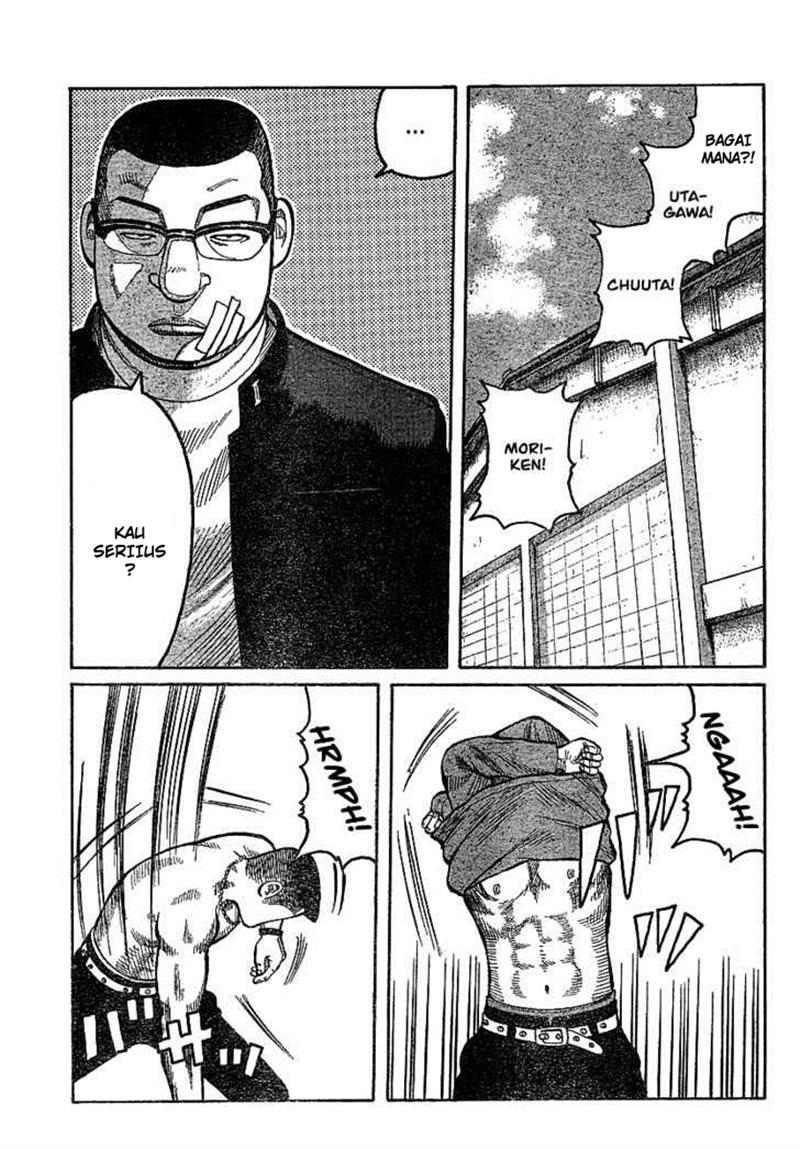 BAGAI
MANA?!
UTA-
GAWA!
CHUUTA!
MORI-
KEN!
...
KAU
SERIIUS
?
NGAAAH!
HRMPH!